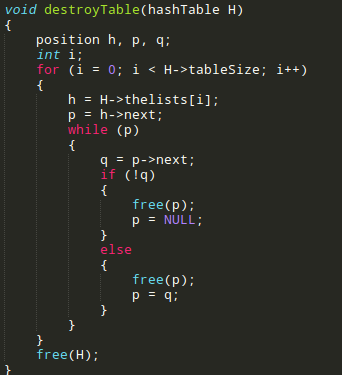 void destroyTable(hashTable H)
{
    position h, p, q;
    int i;
    for (i = 0; i < H->tableSize; i++)
    {
        h = H->thelists[i];
        p = h->next;
        while (p)
        {
            q = p->next;
            if (!q)
            {
                free(p);
                p = NULL;
            }
            else
            {
                free(p);
                p = q;
            }
        }
    }
    free(H);
}